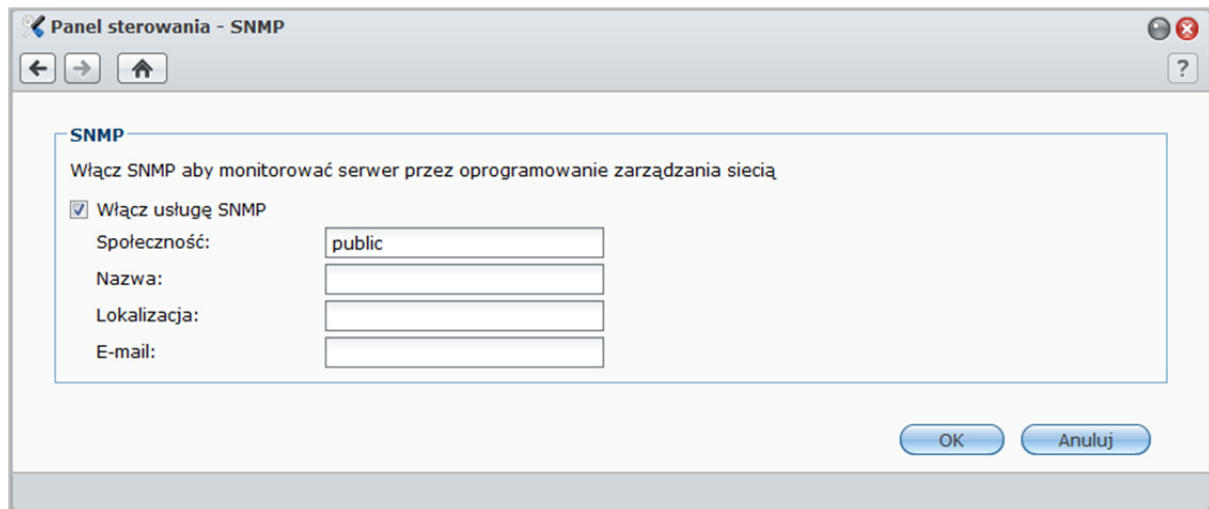 Panel sterowania - SNMP
?
SNMP
Włącz SNMP aby monitorować serwer przez oprogramowanie zarządzania siecią
Włącz usługę SNMP
Społeczność: public
Nazwa:
Lokalizacja:
E-mail:
OK Anuluj